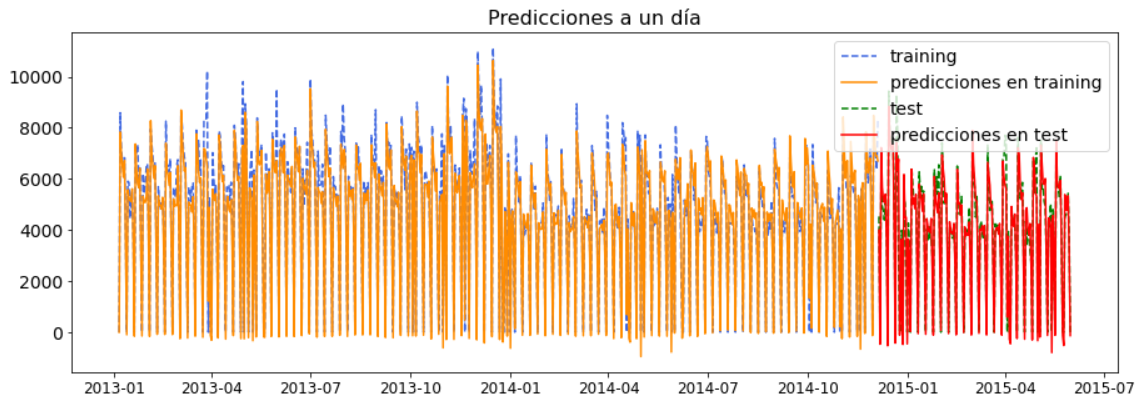 Predicciones a un día
training
predicciones en training
test
predicciones en test
10000
8000
6000
4000
2000
0
2013-01 2013-04 2013-07 2013-10 2014-01 2014-04 2014-07 2014-10 2015-01 2015-04 2015-07